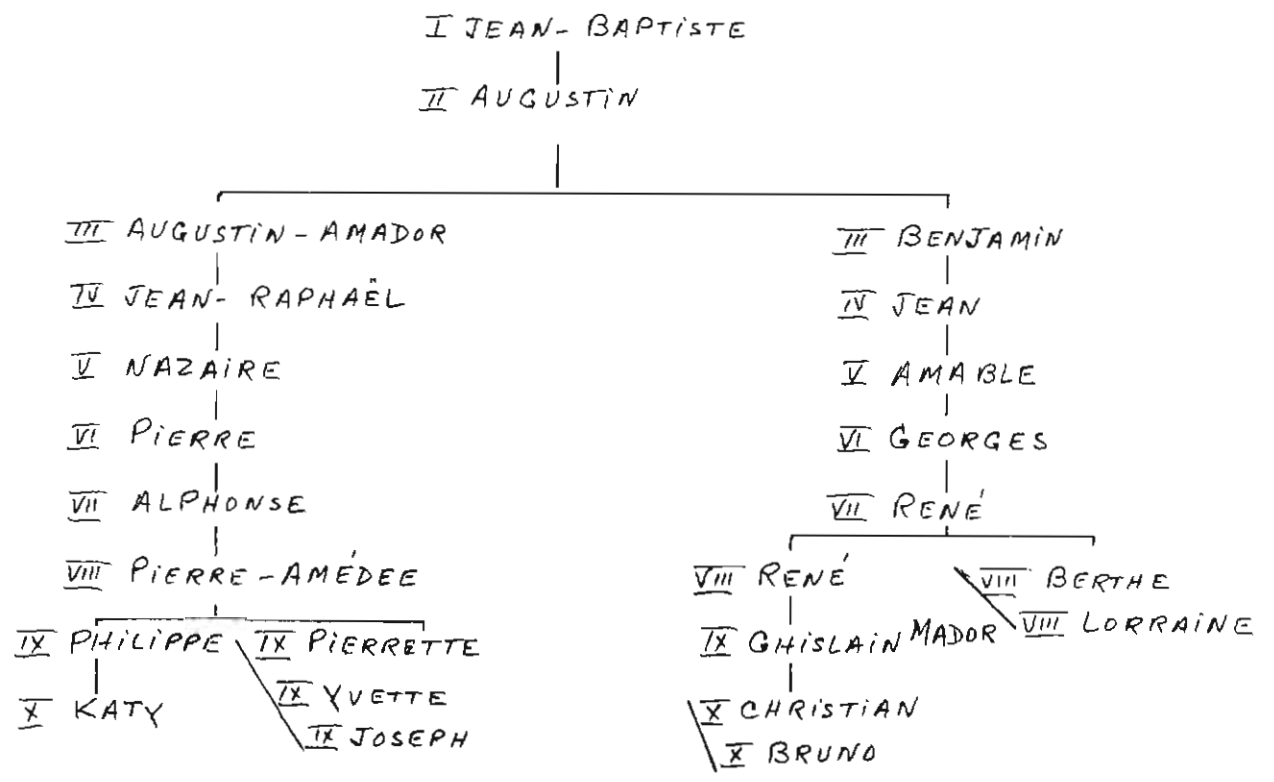 I JEAN-BAPTISTE
II AUGUSTIN
III AUGUSTIN-AMADOR III BENJAMIN
IV JEAN-RAPHAËL IV JEAN
V NAZAIRE V AMABLE
VI PIERRE VI GEORGES
VII ALPHONSE VII RENÉ
VIII PIERRE-AMÉDEE VIII RENÉ VIII BERTHE
VIII LORRAINE
IX PHILIPPE IX PIERRETTE IX GHISLAIN MADOR
X KATY IX YVETTE X CHRISTIAN
IX JOSEPH X BRUNO